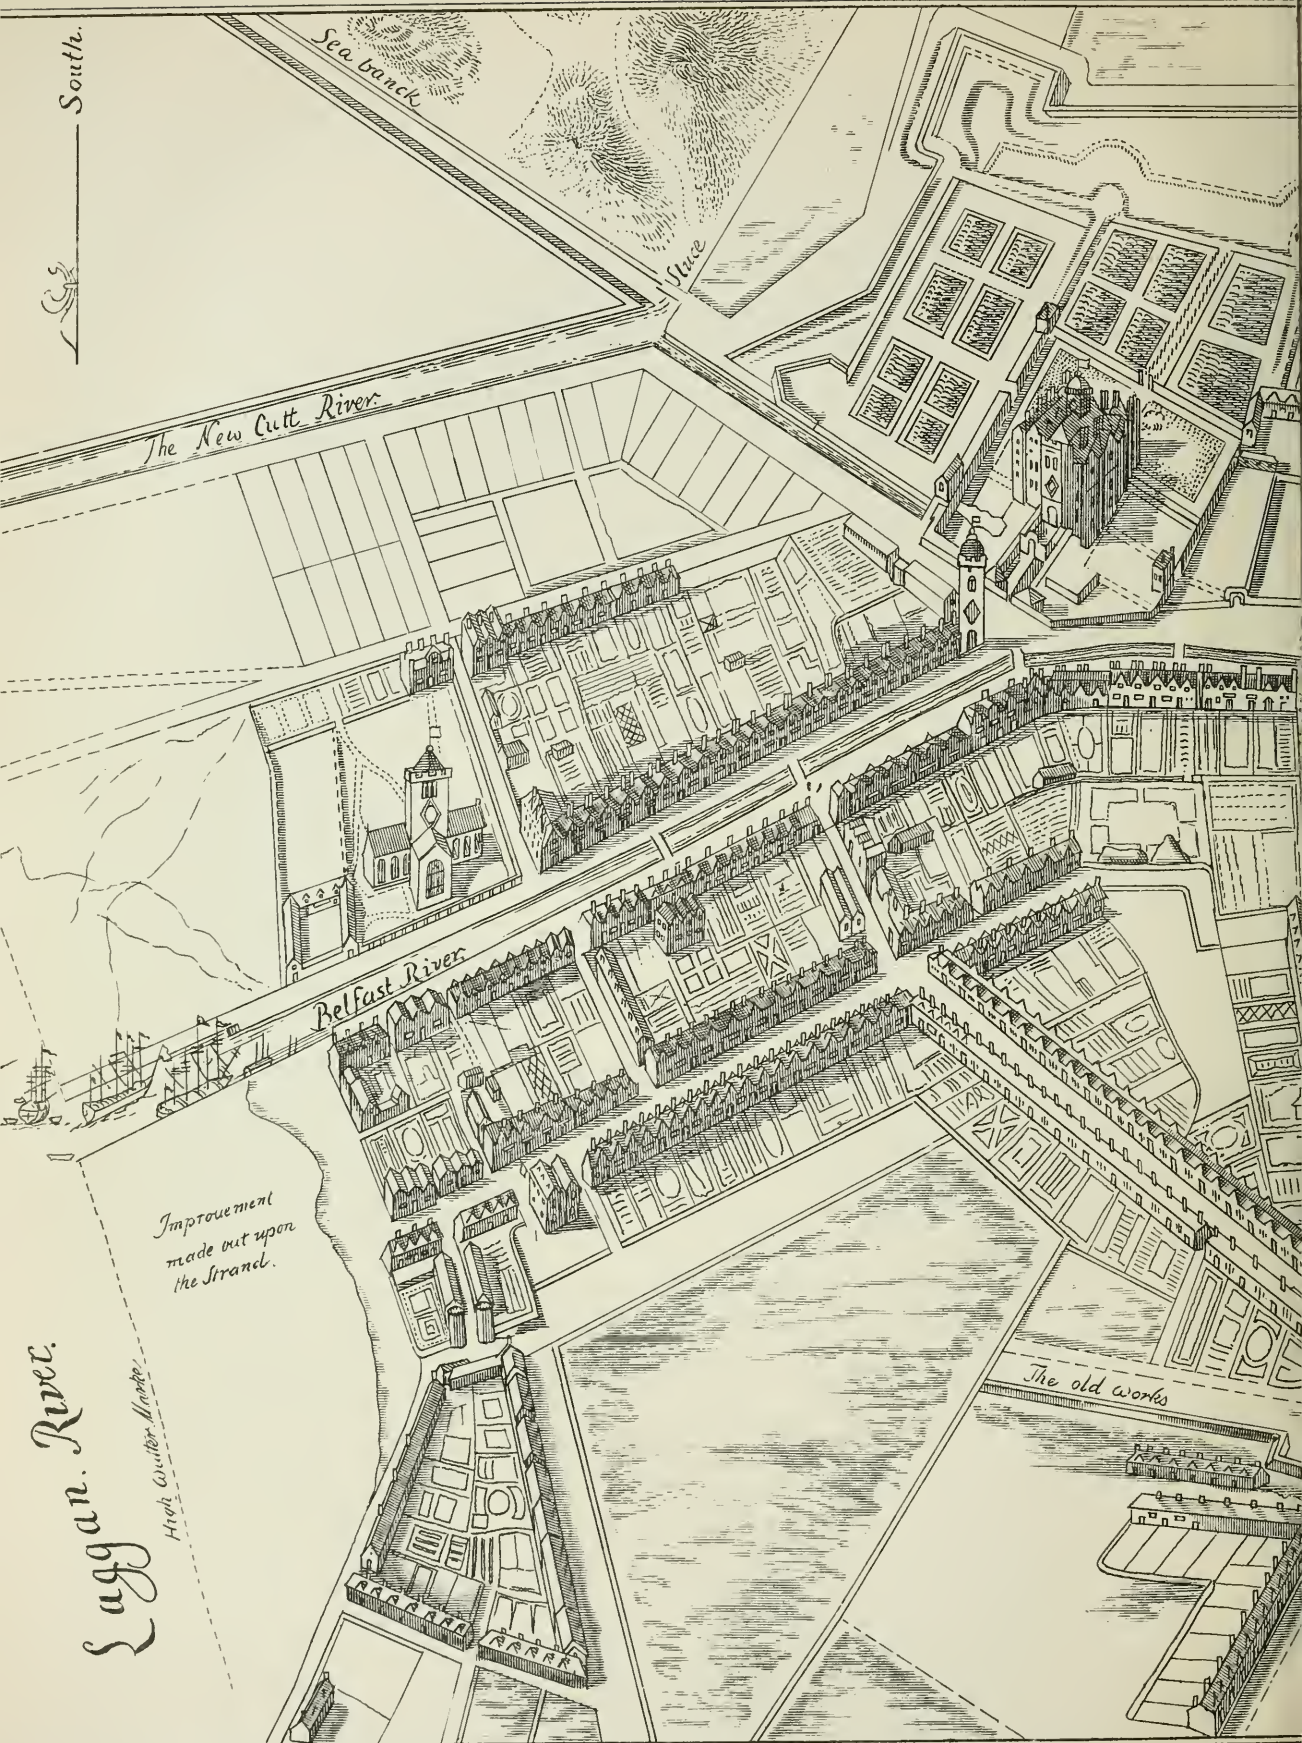 South.
Sea banck
Sluce
The New Cutt River
Belfast River
Improuement
made out upon
the Strand.
Laggan. River.
High Water Marke
The old works